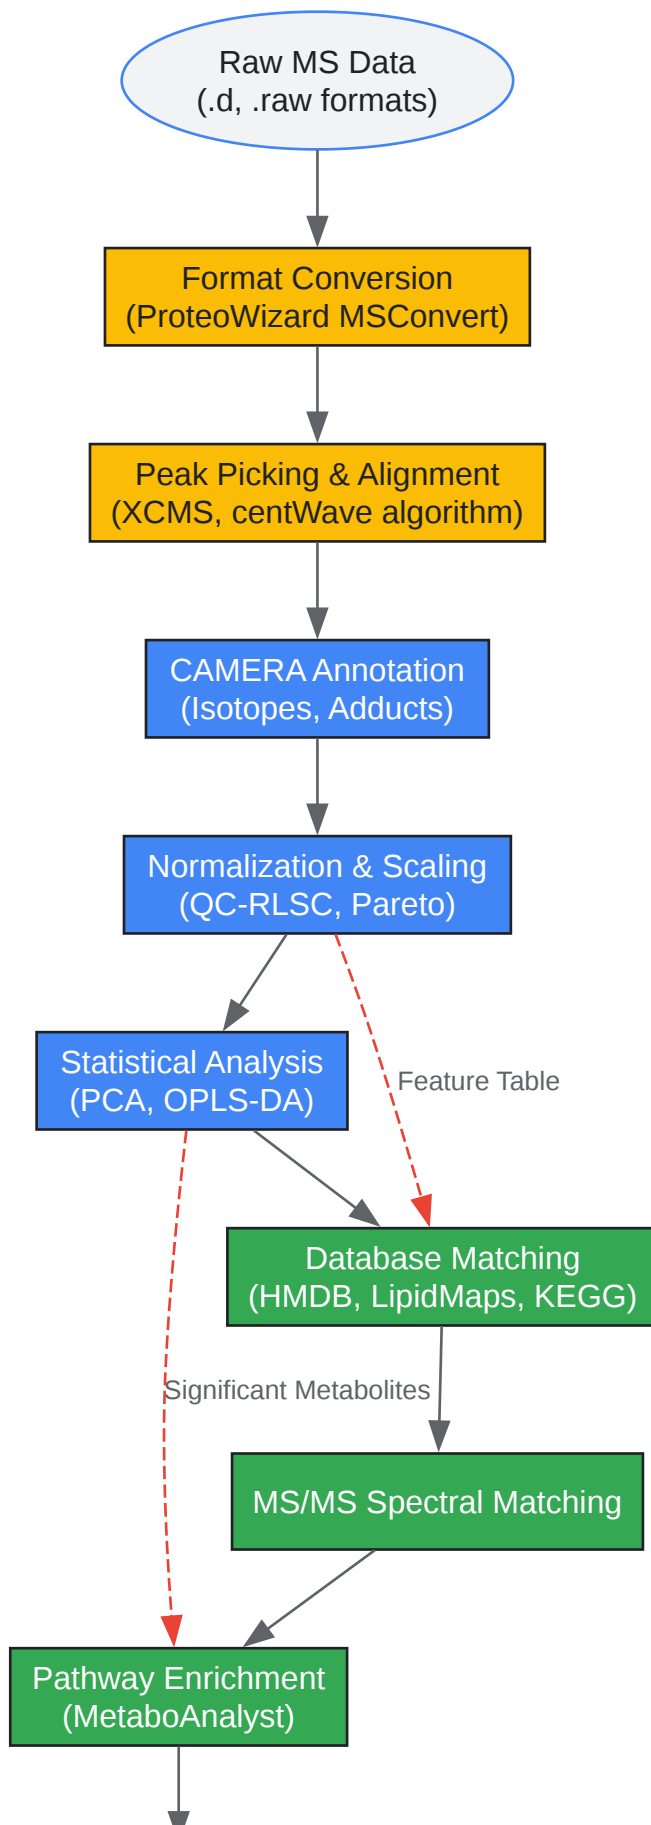 Raw MS Data
(.d, .raw formats)
Format Conversion
(ProteoWizard MSConvert)
Peak Picking & Alignment
(XCMS, centWave algorithm)
CAMERA Annotation
(Isotopes, Adducts)
Normalization & Scaling
(QC-RLSC, Pareto)
Statistical Analysis
(PCA, OPLS-DA)
Feature Table
Database Matching
(HMDB, LipidMaps, KEGG)
Significant Metabolites
MS/MS Spectral Matching
Pathway Enrichment
(MetaboAnalyst)